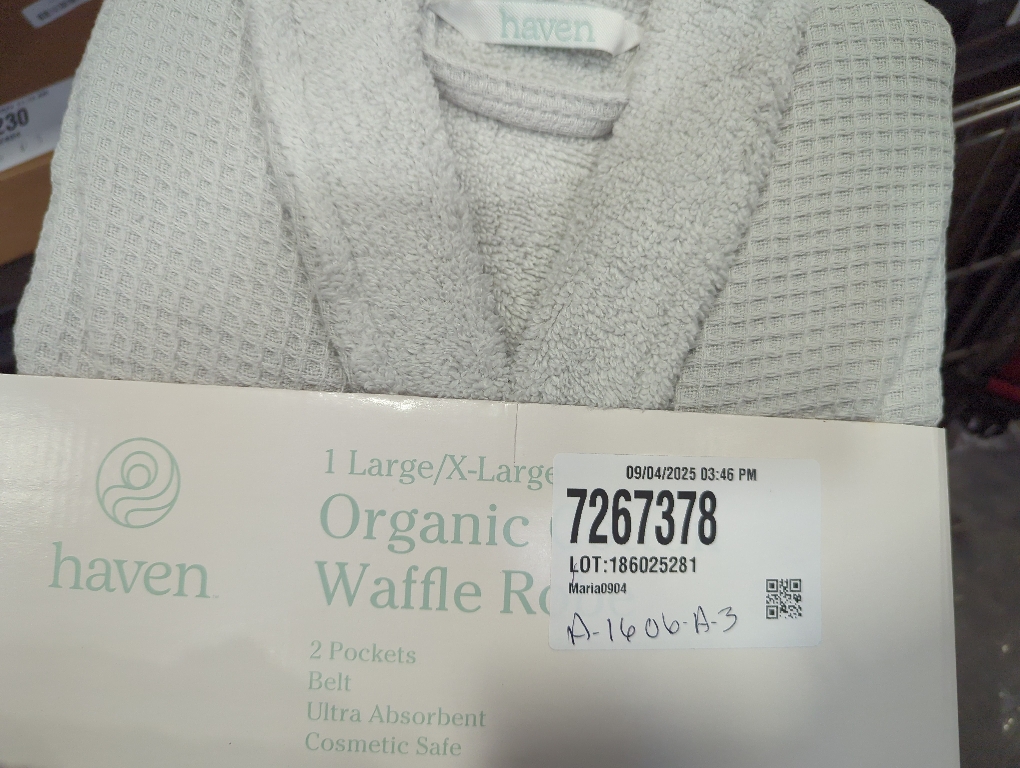 haven
230
1 Large/X-Large
Organic
Waffle Robe
haven
2 Pockets
Belt
Ultra Absorbent
Cosmetic Safe
09/04/2025 03:46 PM
7267378
LOT:186025281
Maria0904
A-1606-A-3